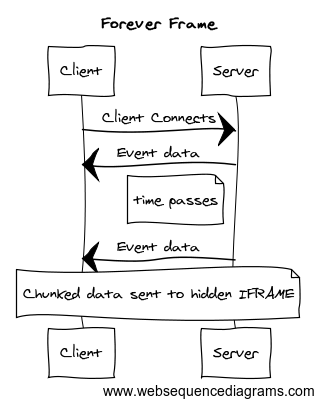 Forever Frame
Client Server
Client Connects
Event data
time passes
Event data
Chunked data sent to hidden IFRAME
Client Server
www.websequencediagrams.com